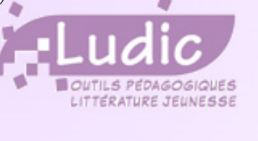 Ludic
OUTILS PÉDAGOGIQUES
LITTÉRATURE JEUNESSE